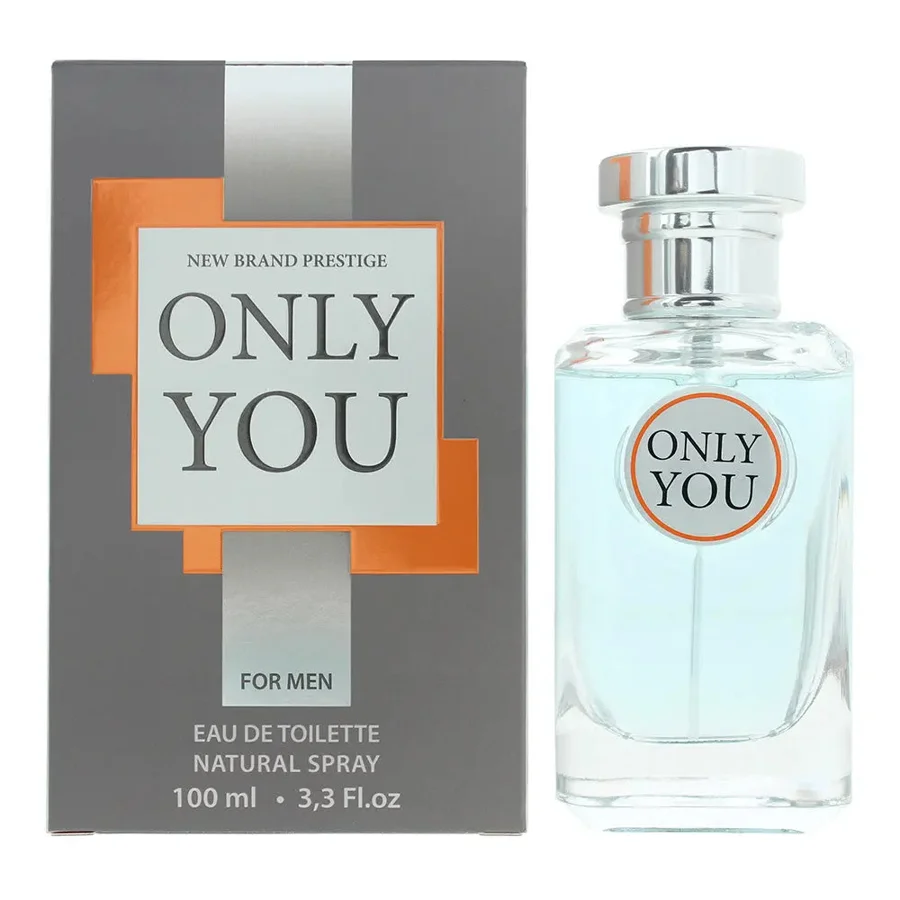 NEW BRAND PRESTIGE
ONLY
YOU
FOR MEN
EAU DE TOILETTE
NATURAL SPRAY
100 ml • 3,3 Fl.oz
ONLY
YOU